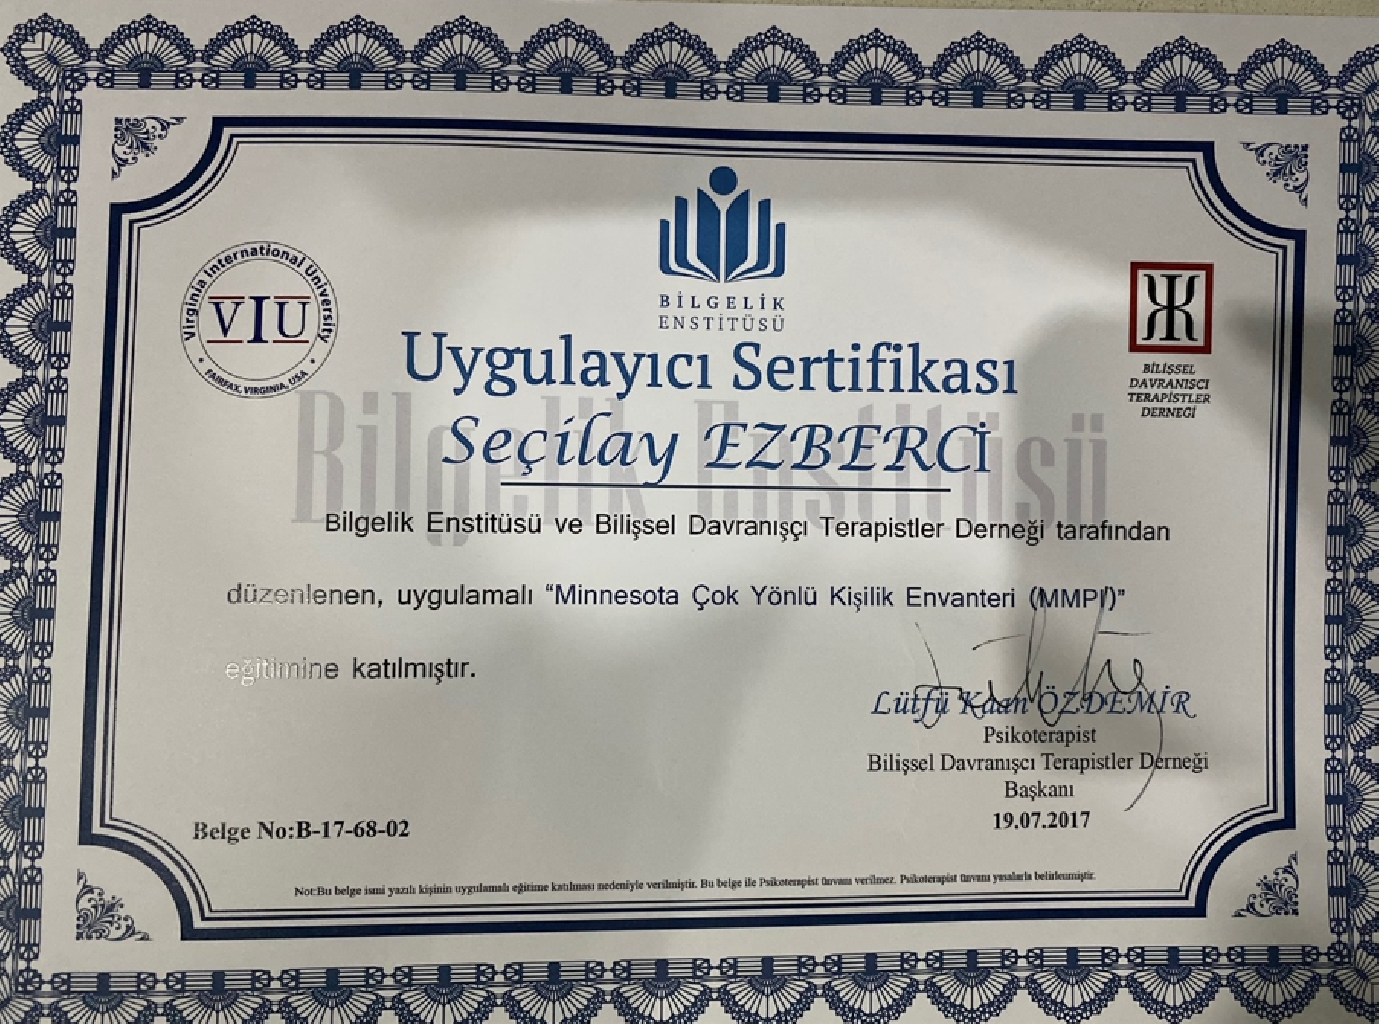 Virginia International University
VIU
FAIRFAX, VIRGINIA, USA
BİLGELİK
ENSTİTÜSÜ
BİLİŞSEL
DAVRANIŞCI
TERAPİSTLER
DERNEĞİ
Uygulayıcı Sertifikası
Bilgelik Enstitüsü
Seçilay EZBERCİ
Bilgelik Enstitüsü ve Bilişsel Davranışçı Terapistler Derneği tarafından
düzenlenen, uygulamalı “Minnesota Çok Yönlü Kişilik Envanteri (MMPI)”
eğitimine katılmıştır.
Lütfü Kaan ÖZDEMİR
Psikoterapist
Bilişsel Davranışcı Terapistler Derneği
Başkanı
19.07.2017
Belge No:B-17-68-02
Not:Bu belge ismi yazılı kişinin uygulamalı eğitime katılması nedeniyle verilmiştir. Bu belge ile Psikoterapist ünvanı verilmez. Psikoterapist ünvanı yasalarla belirlenmiştir.